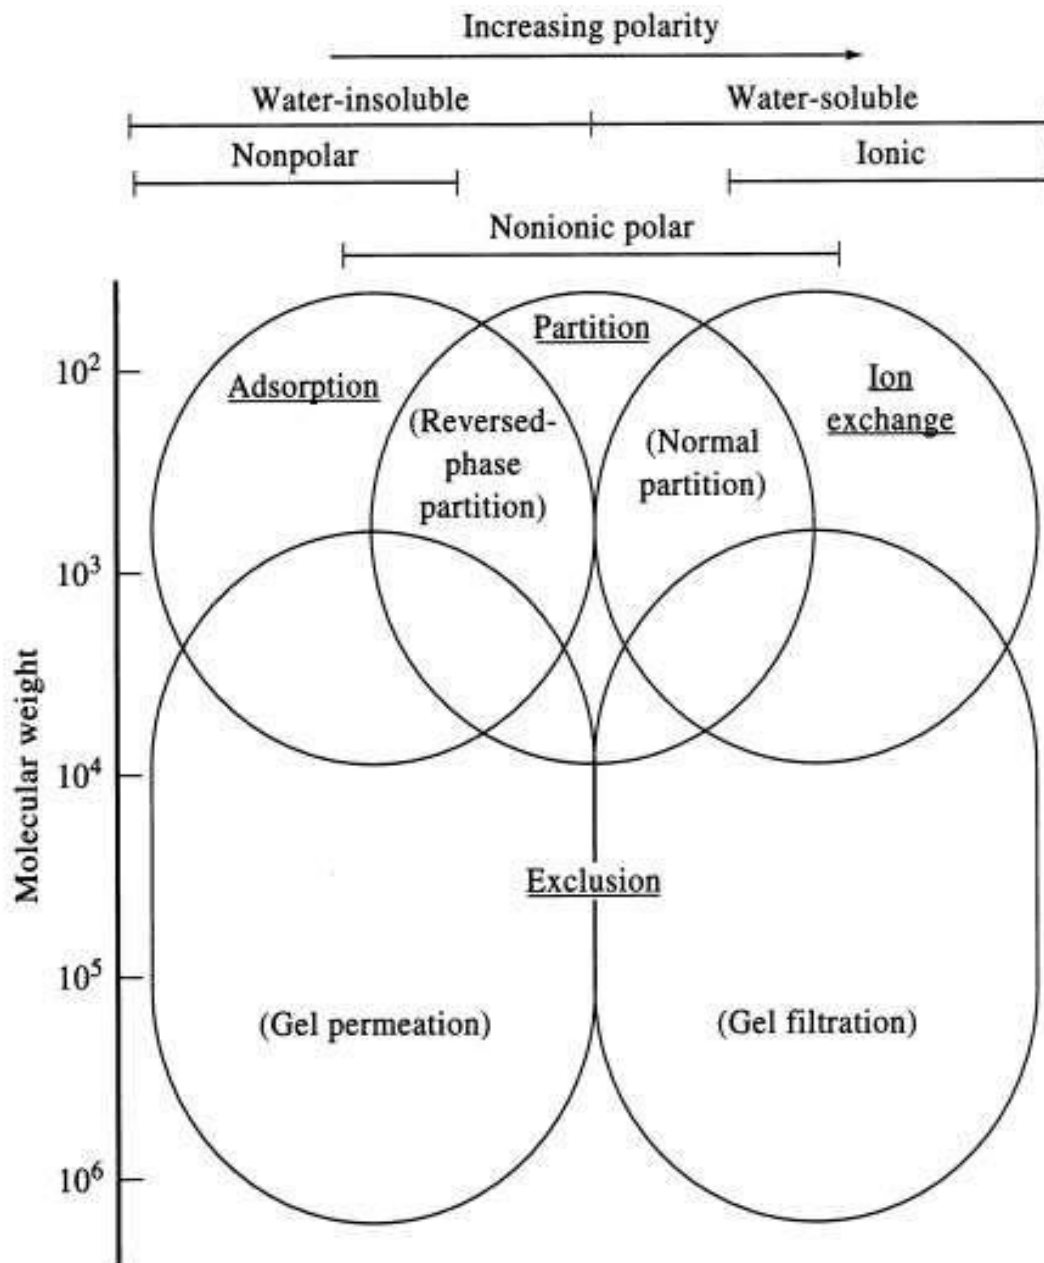 Increasing polarity
Water-insoluble
Water-soluble
Nonpolar
Ionic
Nonionic polar
Partition
Adsorption
Ion
exchange
(Reversed-
phase
partition)
(Normal
partition)
Exclusion
(Gel permeation)
(Gel filtration)
Molecular weight
10²
10³
10⁴
10⁵
10⁶